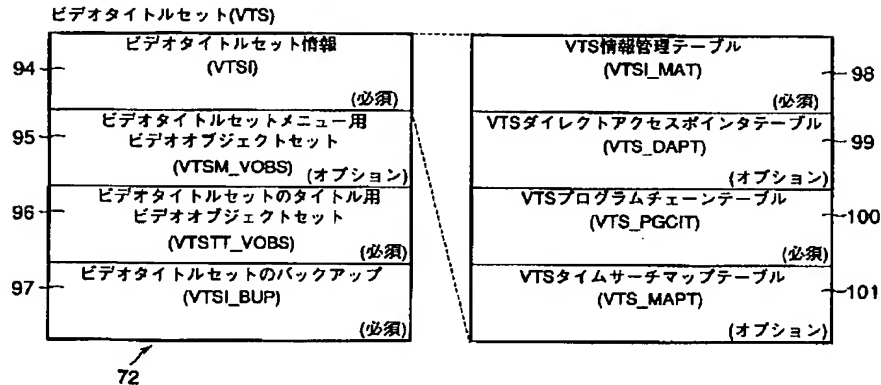 ビデオタイトルセット(VTS)
94
ビデオタイトルセット情報
(VTSI)
(必須)
95
ビデオタイトルセットメニュー用
ビデオオブジェクトセット
(VTSM_VOBS)
(オプション)
96
ビデオタイトルセットのタイトル用
ビデオオブジェクトセット
(VTSTT_VOBS)
(必須)
97
ビデオタイトルセットのバックアップ
(VTSI_BUP)
(必須)
72
VTS情報管理テーブル
(VTSI_MAT)
(必須)
98
VTSダイレクトアクセスポインタテーブル
(VTS_DAPT)
(オプション)
99
VTSプログラムチェーンテーブル
(VTS_PGCIT)
(必須)
100
VTSタイムサーチマップテーブル
(VTS_MAPT)
(オプション)
101